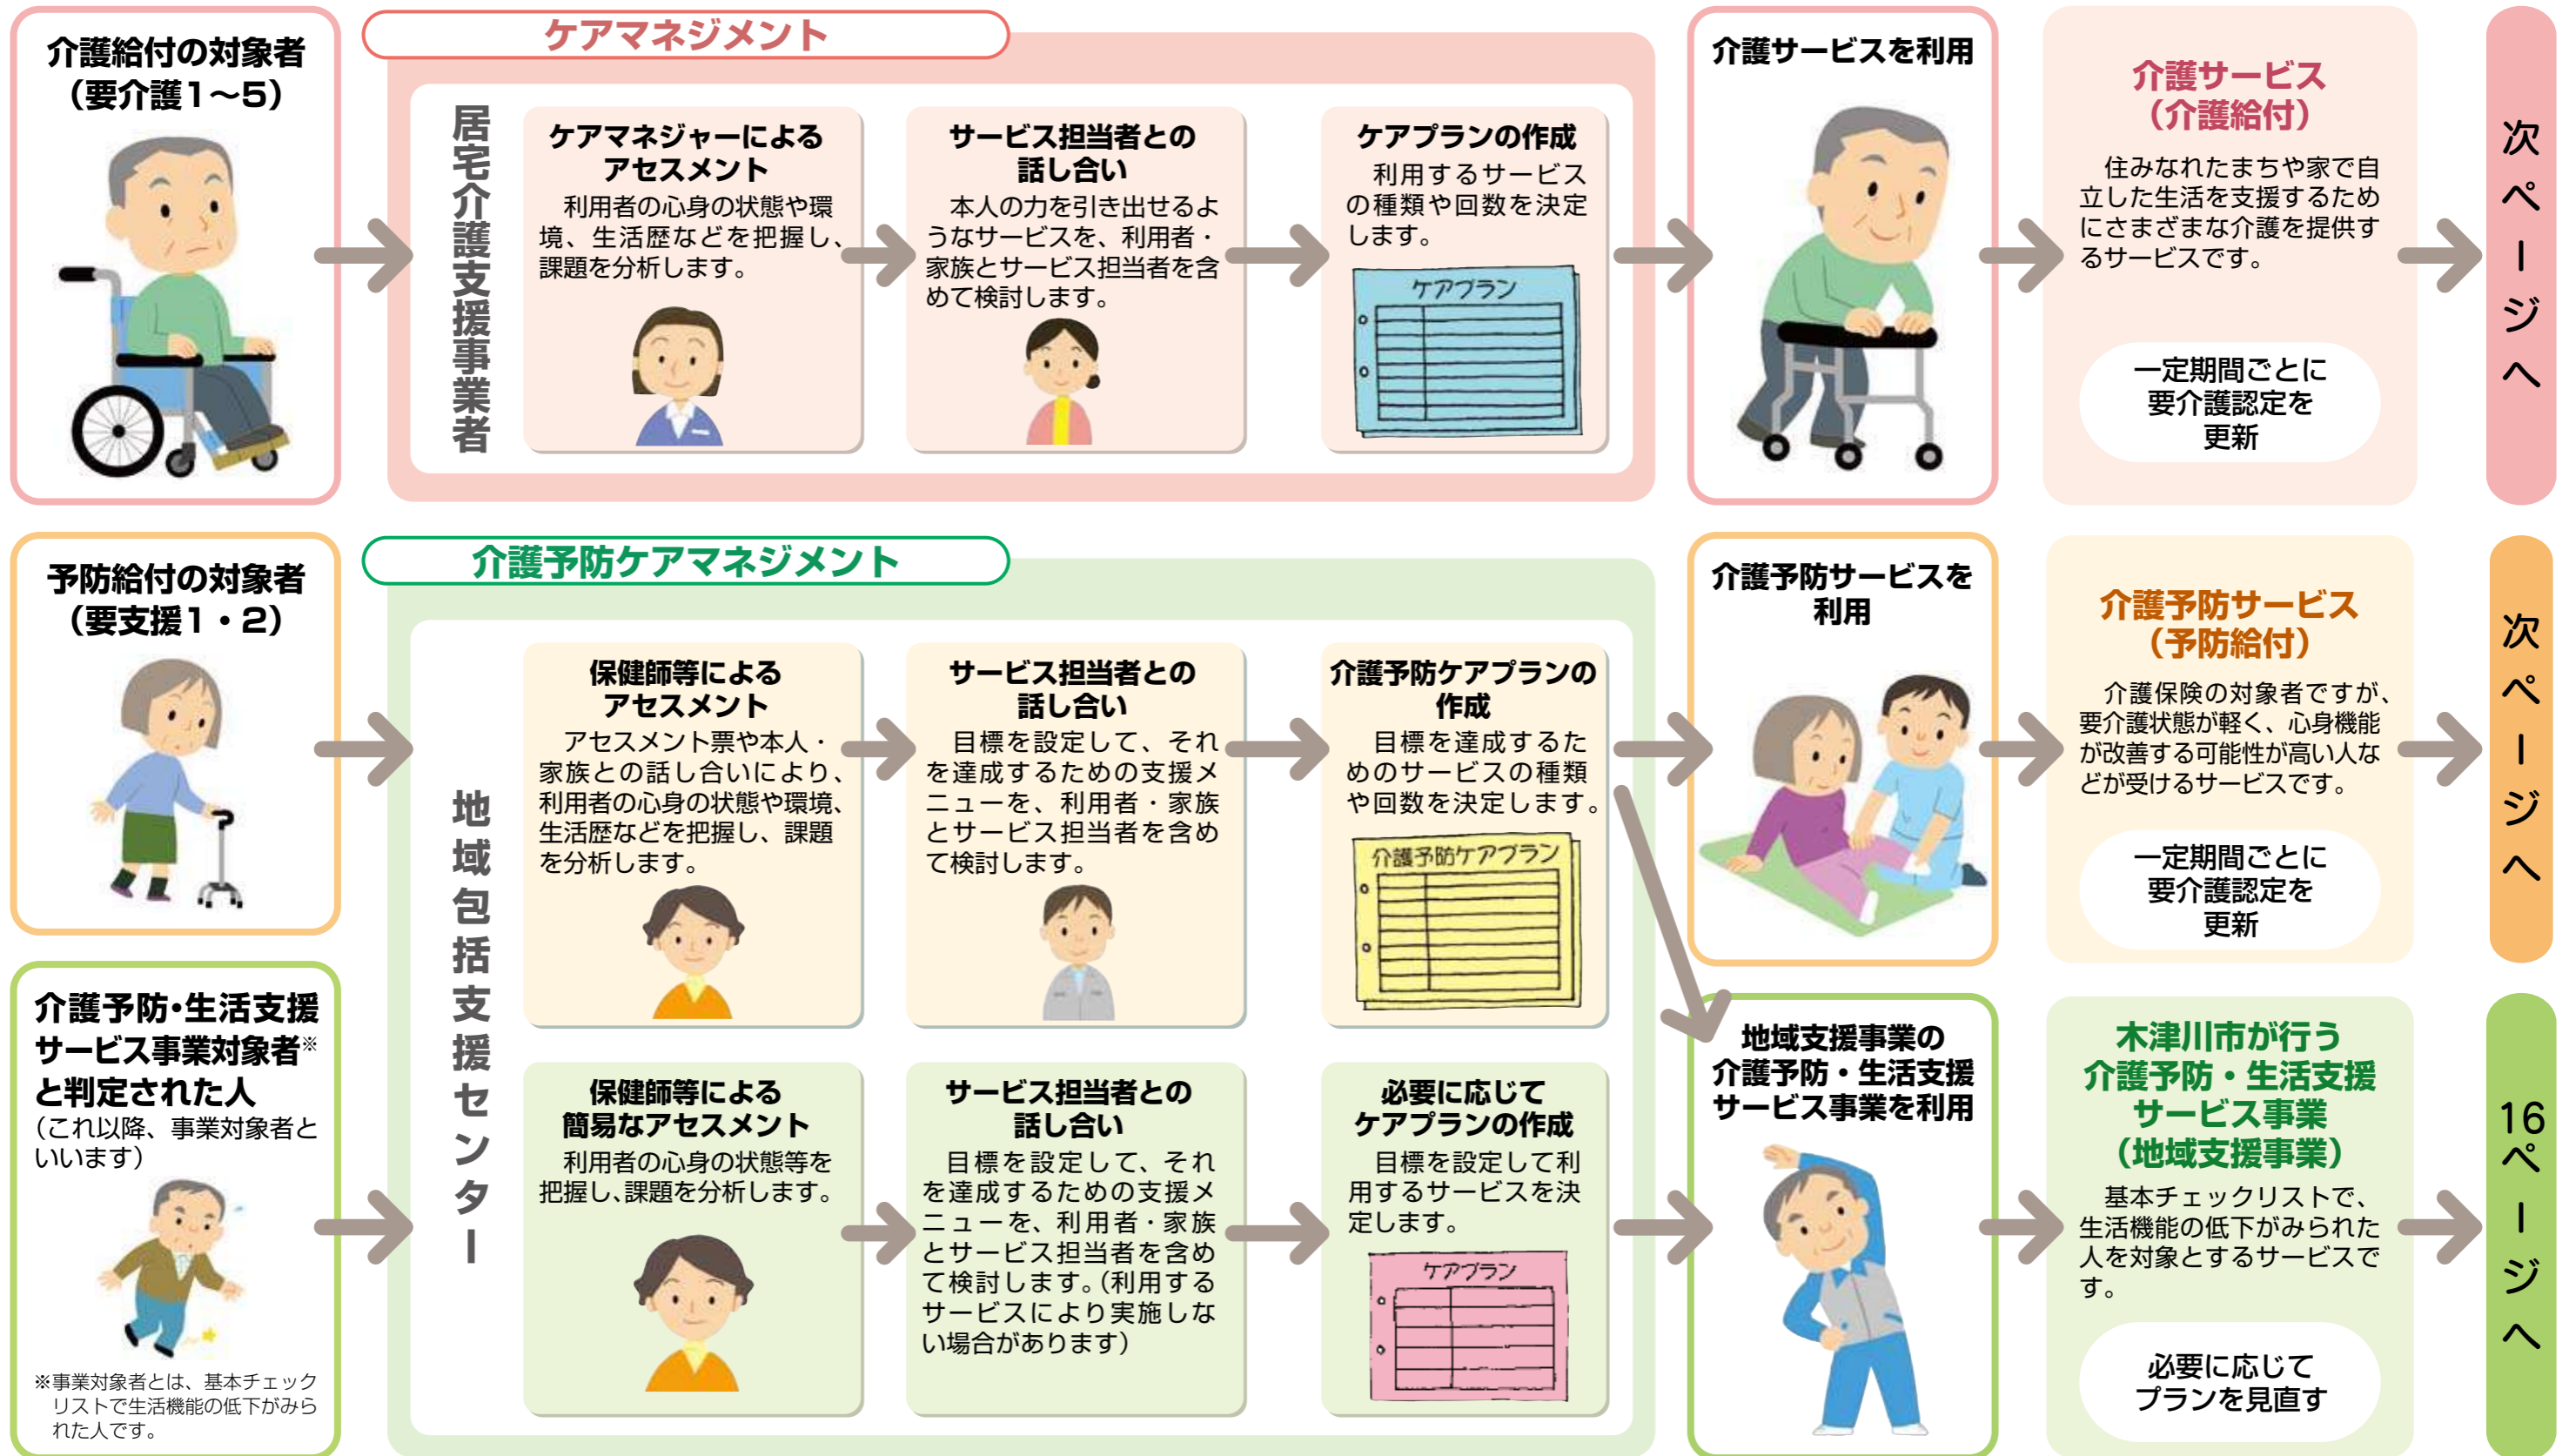 介護給付の対象者
（要介護1〜5）
ケアマネジメント
居宅介護支援事業者
ケアマネジャーによる
アセスメント
利用者の心身の状態や環
境、生活歴などを把握し、
課題を分析します。
サービス担当者との
話し合い
本人の力を引き出せるよ
うなサービスを、利用者・
家族とサービス担当者を含
めて検討します。
ケアプランの作成
利用するサービス
の種類や回数を決定
します。
ケアプラン
介護サービスを利用
介護サービス
（介護給付）
住みなれたまちや家で自
立した生活を支援するため
にさまざまな介護を提供す
るサービスです。
一定期間ごとに
要介護認定を
更新
次ページへ
予防給付の対象者
（要支援1・2）
介護予防ケアマネジメント
地域包括支援センター
保健師等による
アセスメント
アセスメント票や本人・
家族との話し合いにより、
利用者の心身の状態や環境、
生活歴などを把握し、課題
を分析します。
サービス担当者との
話し合い
目標を設定して、それ
を達成するための支援メ
ニューを、利用者・家族
とサービス担当者を含め
て検討します。
介護予防ケアプランの
作成
目標を達成するた
めのサービスの種類
や回数を決定します。
介護予防ケアプラン
介護予防サービスを
利用
介護予防サービス
（予防給付）
介護保険の対象者ですが、
要介護状態が軽く、心身機能
が改善する可能性が高い人な
どが受けるサービスです。
一定期間ごとに
要介護認定を
更新
次ページへ
介護予防・生活支援
サービス事業対象者※
と判定された人
（これ以降、事業対象者と
いいます）
※事業対象者とは、基本チェック
リストで生活機能の低下がみら
れた人です。
保健師等による
簡易なアセスメント
利用者の心身の状態等を
把握し、課題を分析します。
サービス担当者との
話し合い
目標を設定して、それ
を達成するための支援メ
ニューを、利用者・家族
とサービス担当者を含め
て検討します。（利用する
サービスにより実施しな
い場合があります）
必要に応じて
ケアプランの作成
目標を設定して利
用するサービスを決
定します。
ケアプラン
地域支援事業の
介護予防・生活支援
サービス事業を利用
木津川市が行う
介護予防・生活支援
サービス事業
（地域支援事業）
基本チェックリストで、
生活機能の低下がみられた
人を対象とするサービスで
す。
必要に応じて
プランを見直す
16ページへ